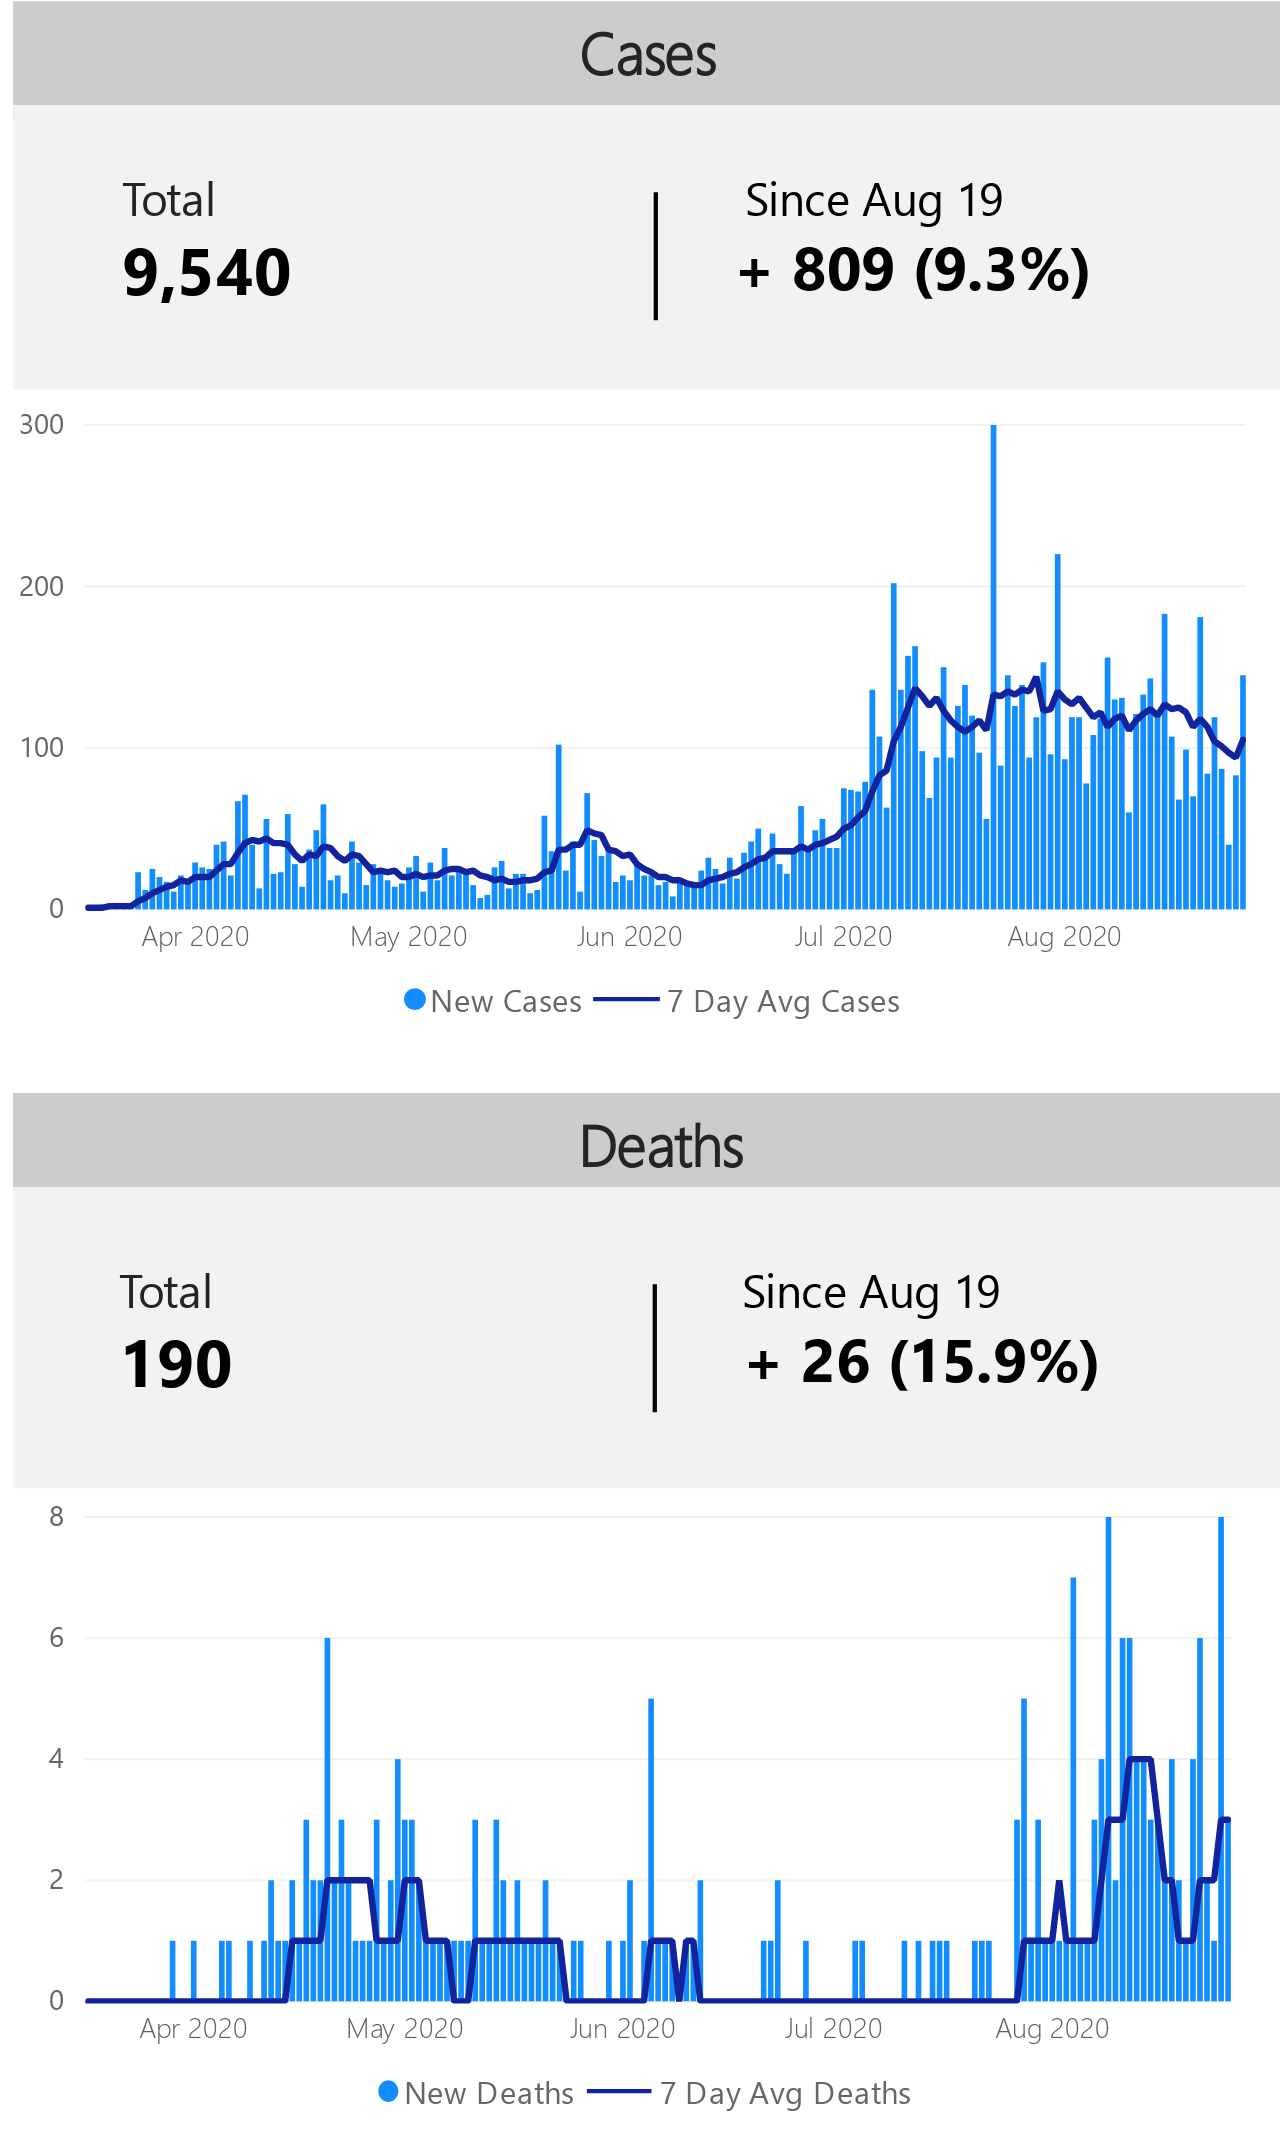 Cases
Total
Since Aug 19
9,540
+ 809 (9.3%)
300
200
100
0
Apr 2020
May 2020
Jun 2020
Jul 2020
Aug 2020
New Cases
7 Day Avg Cases
Deaths
Total
Since Aug 19
190
+ 26 (15.9%)
8
6
4
2
0
Apr 2020
May 2020
Jun 2020
Jul 2020
Aug 2020
New Deaths
7 Day Avg Deaths